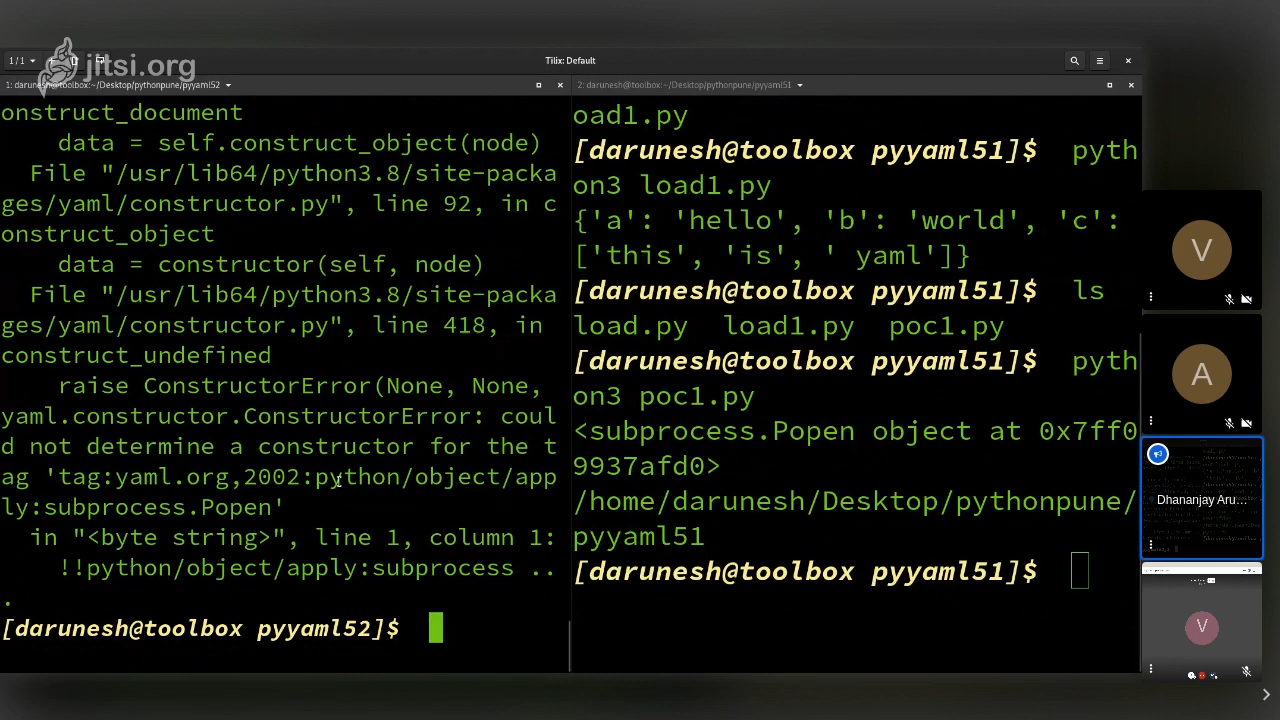 jitsi.org
1/1
Tilix: Default
1: darunesh@toolbox:~/Desktop/pythonpune/pyyaml52
onstruct_document
data = self.construct_object(node)
File "/usr/lib64/python3.8/site-packa
ges/yaml/constructor.py", line 92, in c
onstruct_object
data = constructor(self, node)
File "/usr/lib64/python3.8/site-packa
ges/yaml/constructor.py", line 418, in
construct_undefined
raise ConstructorError(None, None,
yaml.constructor.ConstructorError: coul
d not determine a constructor for the t
ag 'tag:yaml.org,2002:python/object/app
ly:subprocess.Popen'
in "<byte string>", line 1, column 1:
!!python/object/apply:subprocess ..
.
[darunesh@toolbox pyyaml52]$
2: darunesh@toolbox:~/Desktop/pythonpune/pyyaml51
oad1.py
[darunesh@toolbox pyyaml51]$ pyth
on3 load1.py
{'a': 'hello', 'b': 'world', 'c':
['this', 'is', ' yaml']}
[darunesh@toolbox pyyaml51]$ ls
load.py load1.py poc1.py
[darunesh@toolbox pyyaml51]$ pyth
on3 poc1.py
<subprocess.Popen object at 0x7ff0
9937afd0>
/home/darunesh/Desktop/pythonpune/
pyyaml51
[darunesh@toolbox pyyaml51]$
V
A
Dhananjay Aru...
V